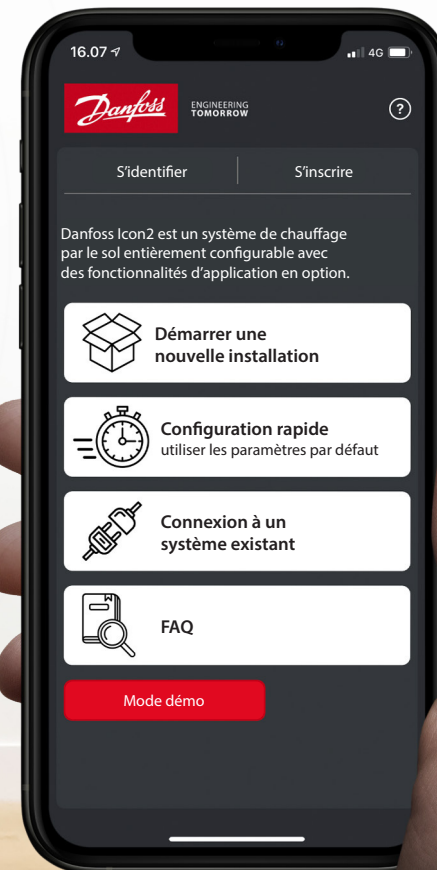 16.07
4G
Danfoss
ENGINEERING
TOMORROW
?
S'identifier
S'inscrire
Danfoss Icon2 est un système de chauffage
par le sol entièrement configurable avec
des fonctionnalités d'application en option.
Démarrer une
nouvelle installation
Configuration rapide
utiliser les paramètres par défaut
Connexion à un
système existant
FAQ
Mode démo